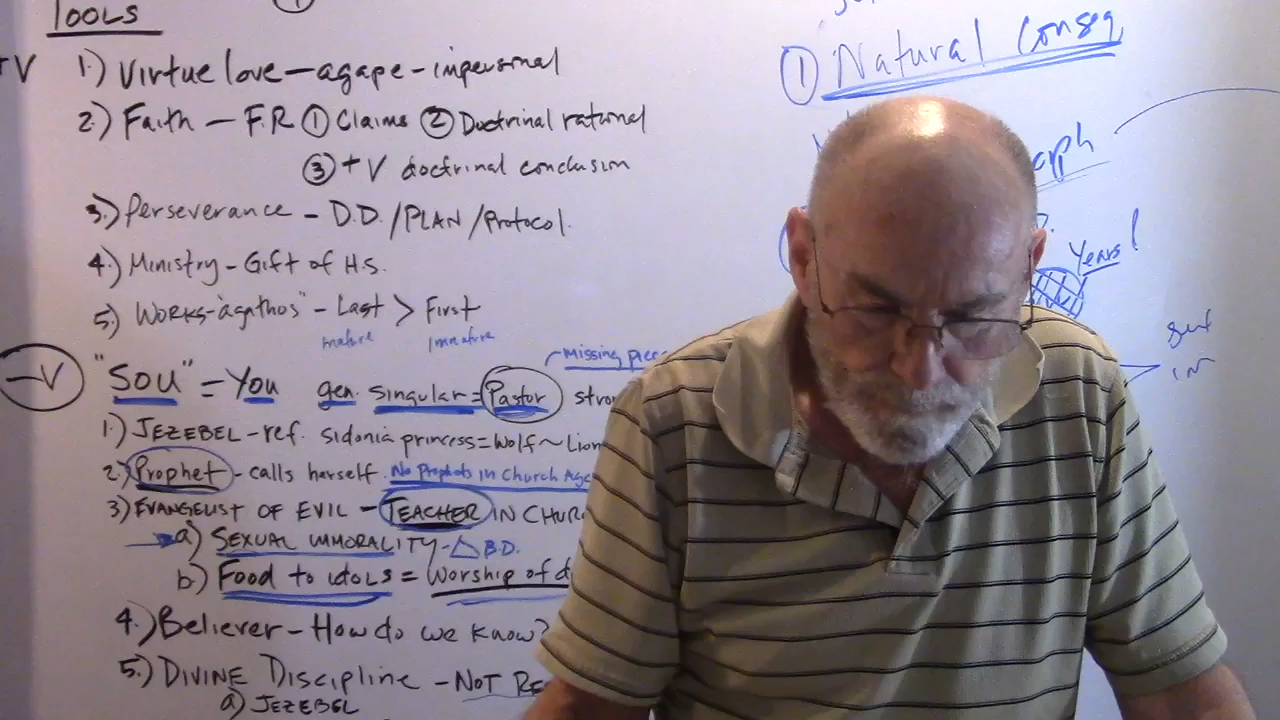 TOOLS
+V 1.) Virtue love - agape - impersonal
2.) Faith - F.R ① Claims ② Doctrinal rational
③ +V doctrinal conclusion
3.) Perseverance - D.D. / PLAN / Protocol.
4.) Ministry - Gift of H.S.
5) Works-"agathos" - Last > First
mature immature
Missing
-V "SOU" = You gen. singular = Pastor
1.) JEZEBEL - ref. Sidonia princess = Wolf ~ Lion
2.) Prophet - calls herself. No Prophets in Church Age
3) EVANGELIST OF EVIL - TEACHER IN
a) SEXUAL IMMORALITY - △ B.D.
b) Food to idols = Worship of
4.) Believer - How do we know?
5.) DIVINE Discipline - NOT
a) JEZEBEL
① Natural Conseq
Years!